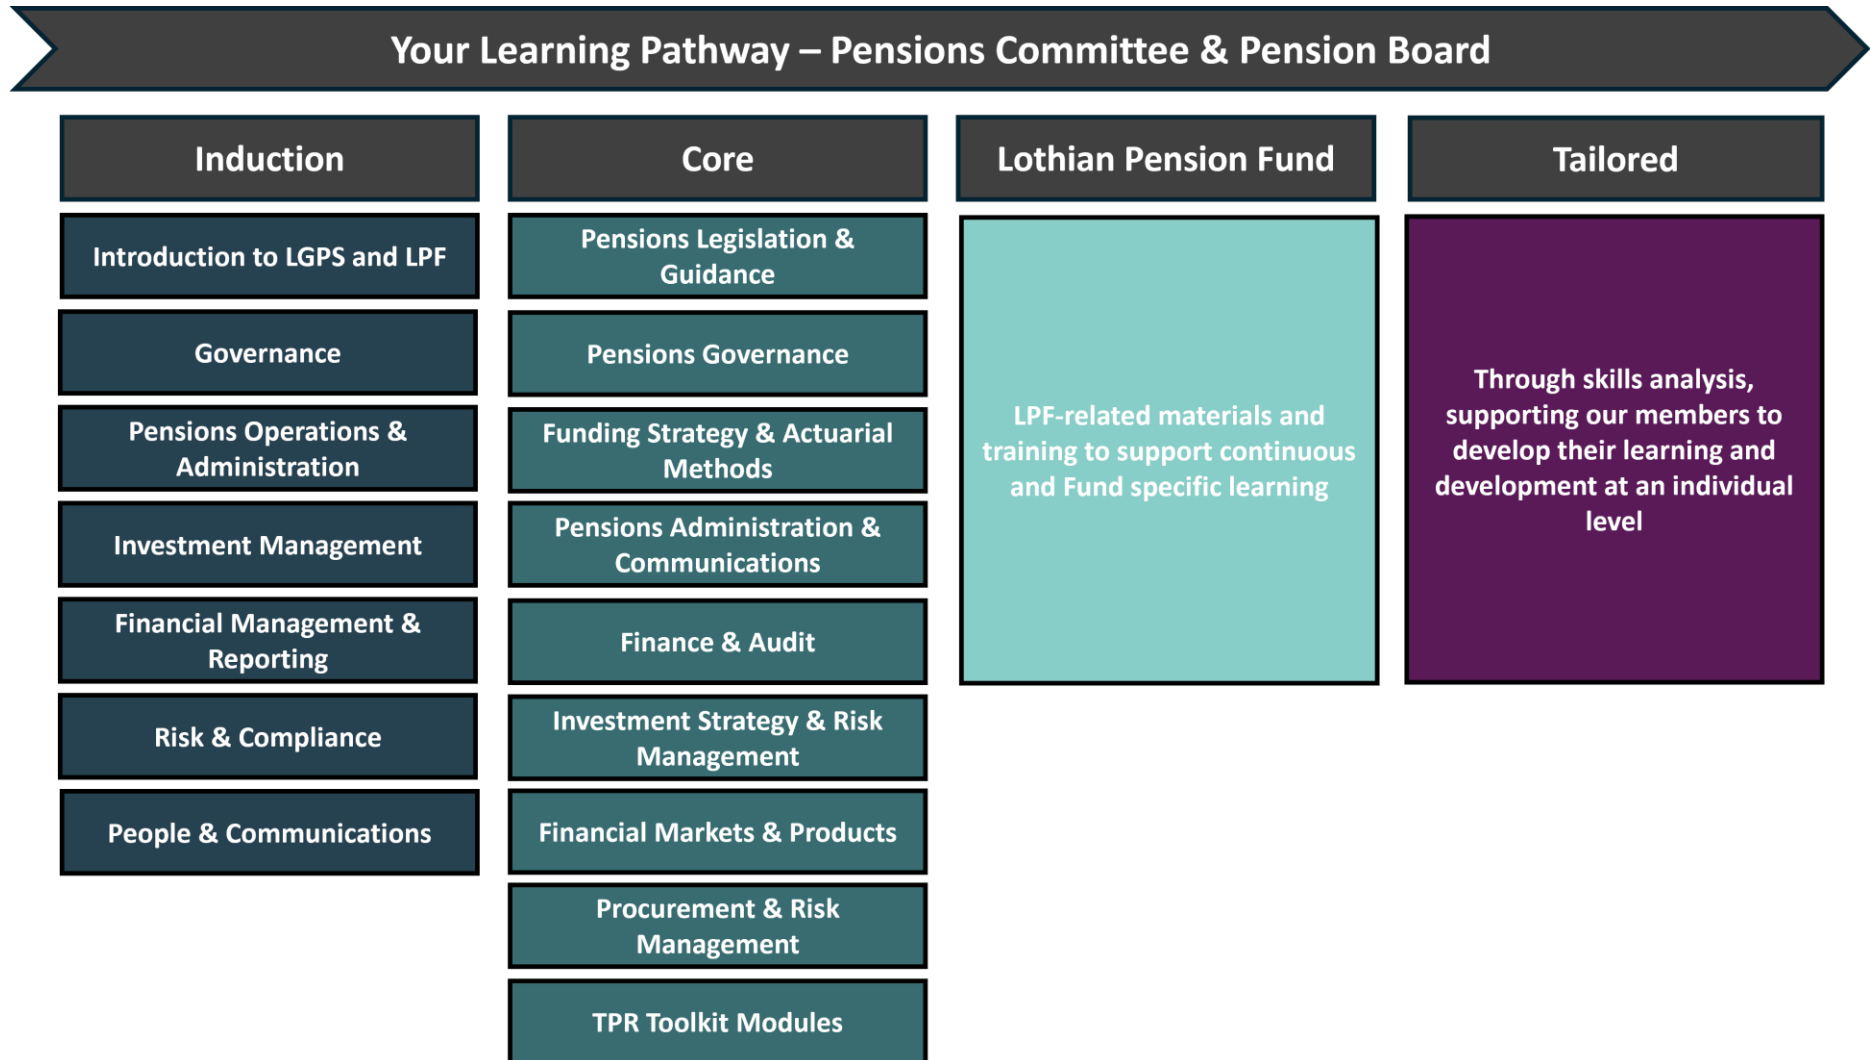 Your Learning Pathway – Pensions Committee & Pension Board
Induction
Introduction to LGPS and LPF
Governance
Pensions Operations &
Administration
Investment Management
Financial Management &
Reporting
Risk & Compliance
People & Communications
Core
Pensions Legislation &
Guidance
Pensions Governance
Funding Strategy & Actuarial
Methods
Pensions Administration &
Communications
Finance & Audit
Investment Strategy & Risk
Management
Financial Markets & Products
Procurement & Risk
Management
TPR Toolkit Modules
Lothian Pension Fund
LPF-related materials and
training to support continuous
and Fund specific learning
Tailored
Through skills analysis,
supporting our members to
develop their learning and
development at an individual
level